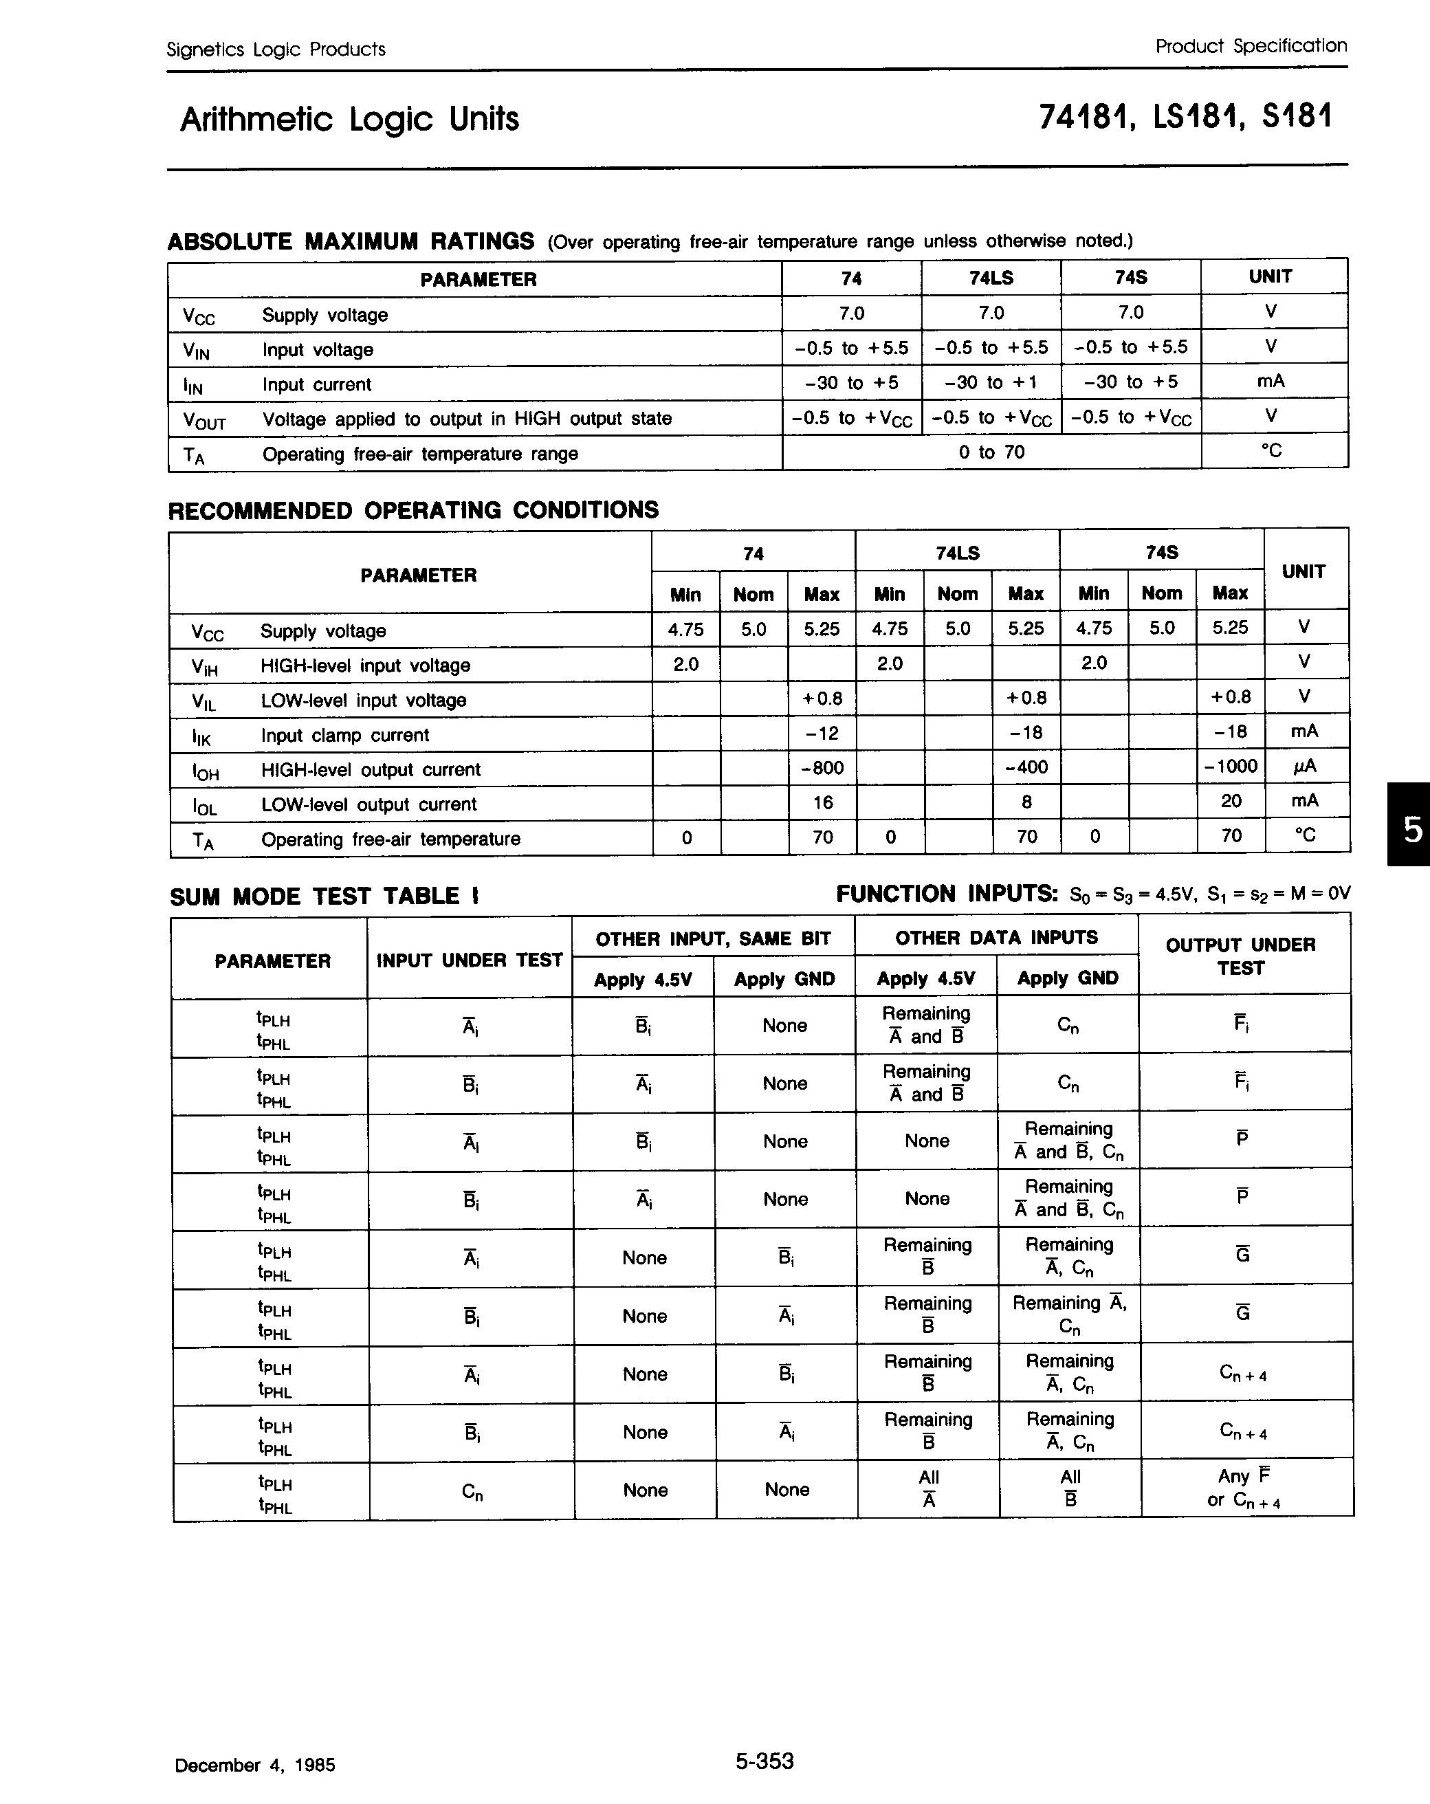 Signetics Logic Products Product Specification
Arithmetic Logic Units 74181, LS181, S181
ABSOLUTE MAXIMUM RATINGS (Over operating free-air temperature range unless otherwise noted.)
PARAMETER 74 74LS 74S UNIT
VCC Supply voltage 7.0 7.0 7.0 V
VIN Input voltage −0.5 to +5.5 −0.5 to +5.5 −0.5 to +5.5 V
IIN Input current −30 to +5 −30 to +1 −30 to +5 mA
VOUT Voltage applied to output in HIGH output state −0.5 to +VCC −0.5 to +VCC −0.5 to +VCC V
TA Operating free-air temperature range 0 to 70 °C
RECOMMENDED OPERATING CONDITIONS
PARAMETER 74 74LS 74S UNIT
Min Nom Max Min Nom Max Min Nom Max
VCC Supply voltage 4.75 5.0 5.25 4.75 5.0 5.25 4.75 5.0 5.25 V
VIH HIGH-level input voltage 2.0 2.0 2.0 V
VIL LOW-level input voltage +0.8 +0.8 +0.8 V
IIK Input clamp current −12 −18 −18 mA
IOH HIGH-level output current −800 −400 −1000 μA
IOL LOW-level output current 16 8 20 mA
TA Operating free-air temperature 0 70 0 70 0 70 °C
5
SUM MODE TEST TABLE I FUNCTION INPUTS: S0 = S3 = 4.5V, S1 = s2 = M = 0V
PARAMETER INPUT UNDER TEST OTHER INPUT, SAME BIT OTHER DATA INPUTS OUTPUT UNDER TEST
Apply 4.5V Apply GND Apply 4.5V Apply GND
tPLH
tPHL A̅i B̅i None Remaining A̅ and B̅ Cn F̅i
tPLH
tPHL B̅i A̅i None Remaining A̅ and B̅ Cn F̅i
tPLH
tPHL A̅i B̅i None None Remaining A̅ and B̅, Cn P̅
tPLH
tPHL B̅i A̅i None None Remaining A̅ and B̅, Cn P̅
tPLH
tPHL A̅i None B̅i Remaining B̅ Remaining A̅, Cn G̅
tPLH
tPHL B̅i None A̅i Remaining B̅ Remaining A̅, Cn G̅
tPLH
tPHL A̅i None B̅i Remaining B̅ Remaining A̅, Cn Cn + 4
tPLH
tPHL B̅i None A̅i Remaining B̅ Remaining A̅, Cn Cn + 4
tPLH
tPHL Cn None None All A̅ All B̅ Any F̅ or Cn + 4
December 4, 1985 5-353